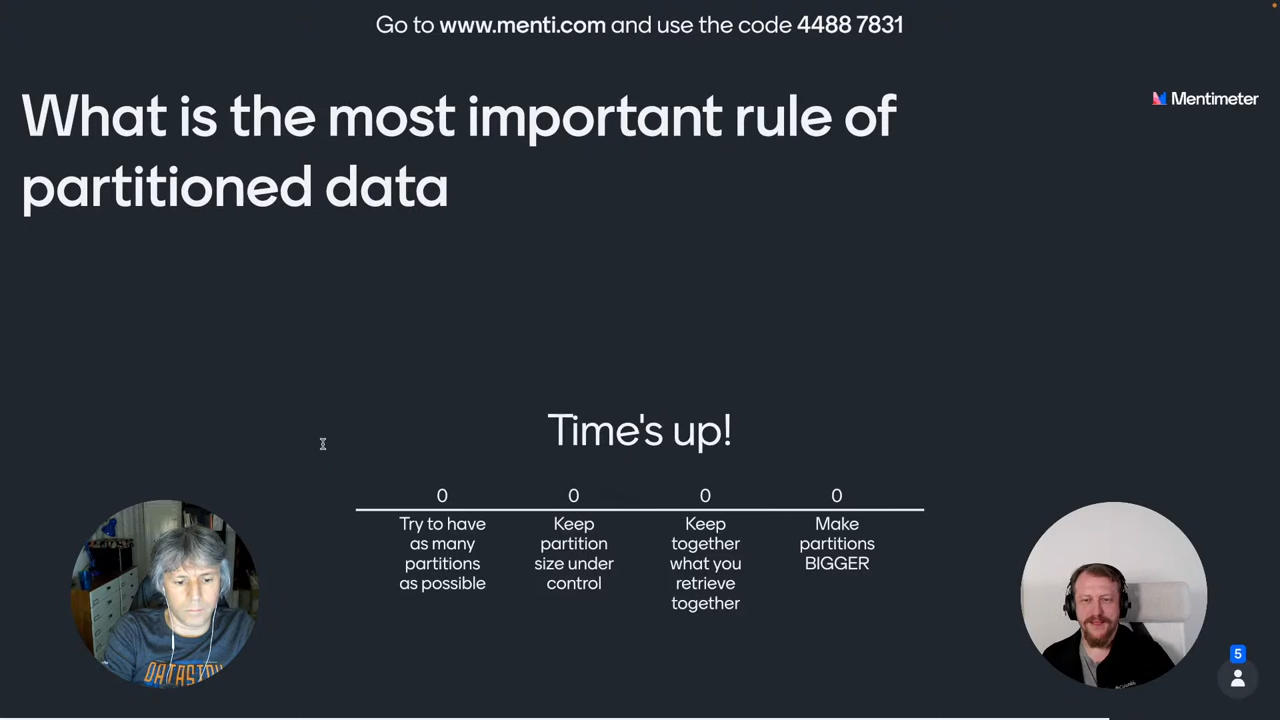 Go to www.menti.com and use the code 4488 7831
What is the most important rule of
partitioned data
Mentimeter
Time's up!
0
0
0
0
Try to have
as many
partitions
as possible
Keep
partition
size under
control
Keep
together
what you
retrieve
together
Make
partitions
BIGGER
DATASTAX
5